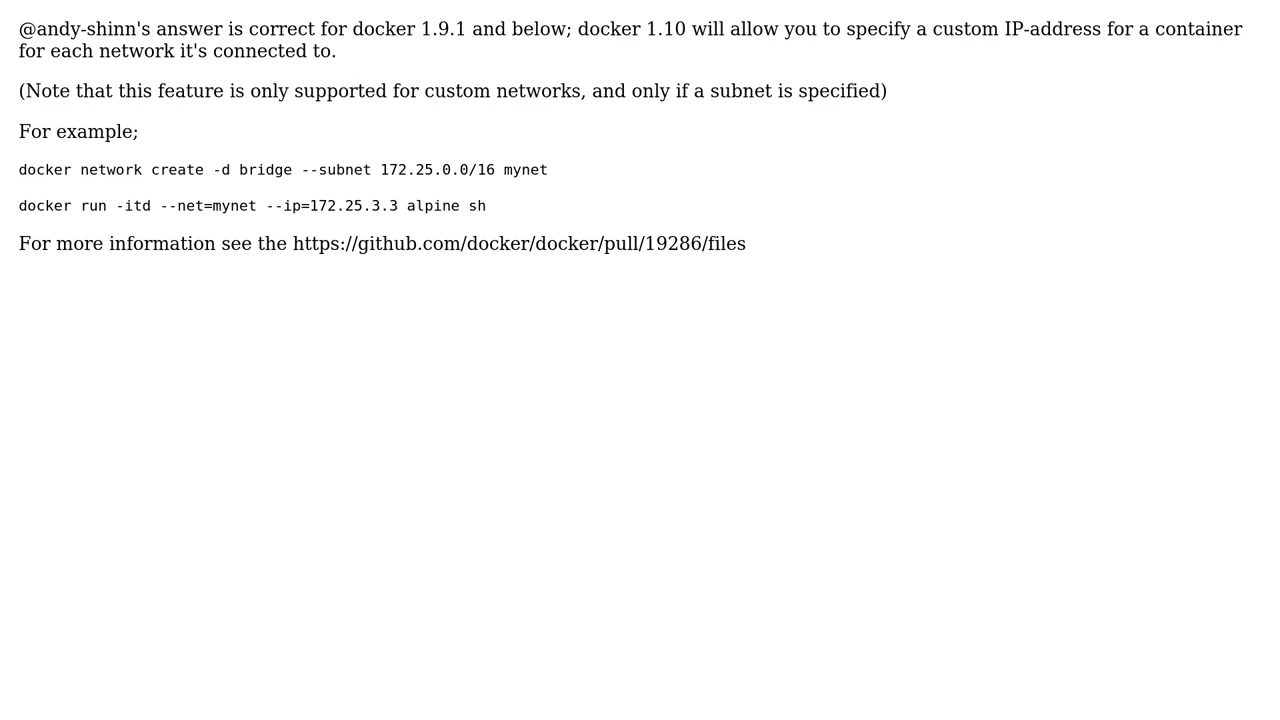 @andy-shinn's answer is correct for docker 1.9.1 and below; docker 1.10 will allow you to specify a custom IP-address for a container
for each network it's connected to.
(Note that this feature is only supported for custom networks, and only if a subnet is specified)
For example;
docker network create -d bridge --subnet 172.25.0.0/16 mynet
docker run -itd --net=mynet --ip=172.25.3.3 alpine sh
For more information see the https://github.com/docker/docker/pull/19286/files